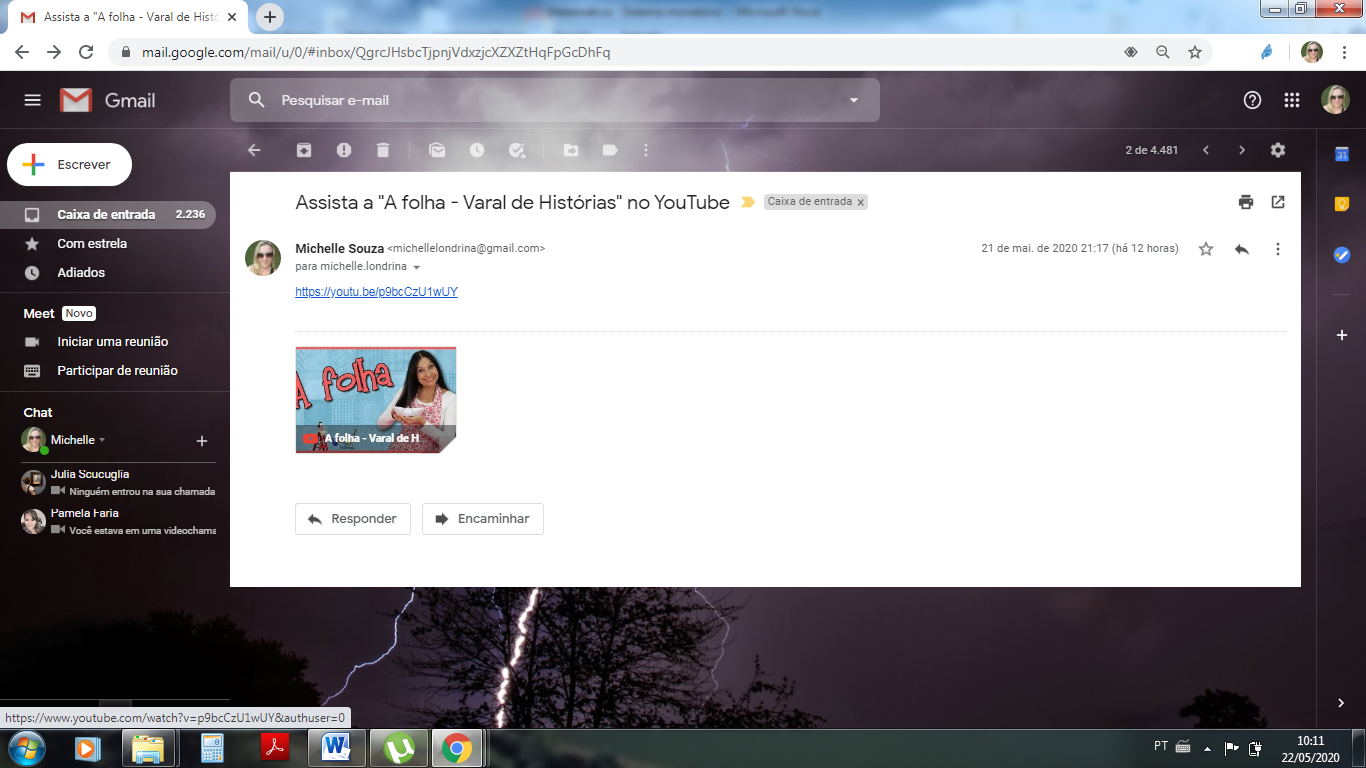 Assista a "A folha - Varal de Histó
mail.google.com/mail/u/0/#inbox/QgrcJHsbcTjpnjVdxzjcXZXZtHqFpGcDhFq
Gmail
Pesquisar e-mail
Escrever
2 de 4.481
31
Caixa de entrada 2.236
Com estrela
Adiados
Meet Novo
Iniciar uma reunião
Participar de reunião
Chat
Michelle
Julia Scucuglia
Ninguém entrou na sua chamada
Pamela Faria
Você estava em uma videochama
Assista a "A folha - Varal de Histórias" no YouTube Caixa de entrada x
Michelle Souza <michellelondrina@gmail.com> 21 de mai. de 2020 21:17 (há 12 horas)
para michelle.londrina
https://youtu.be/p9bcCzU1wUY
A folha
A folha - Varal de H
Responder Encaminhar
https://www.youtube.com/watch?v=p9bcCzU1wUY&authuser=0
PT 10:11
22/05/2020